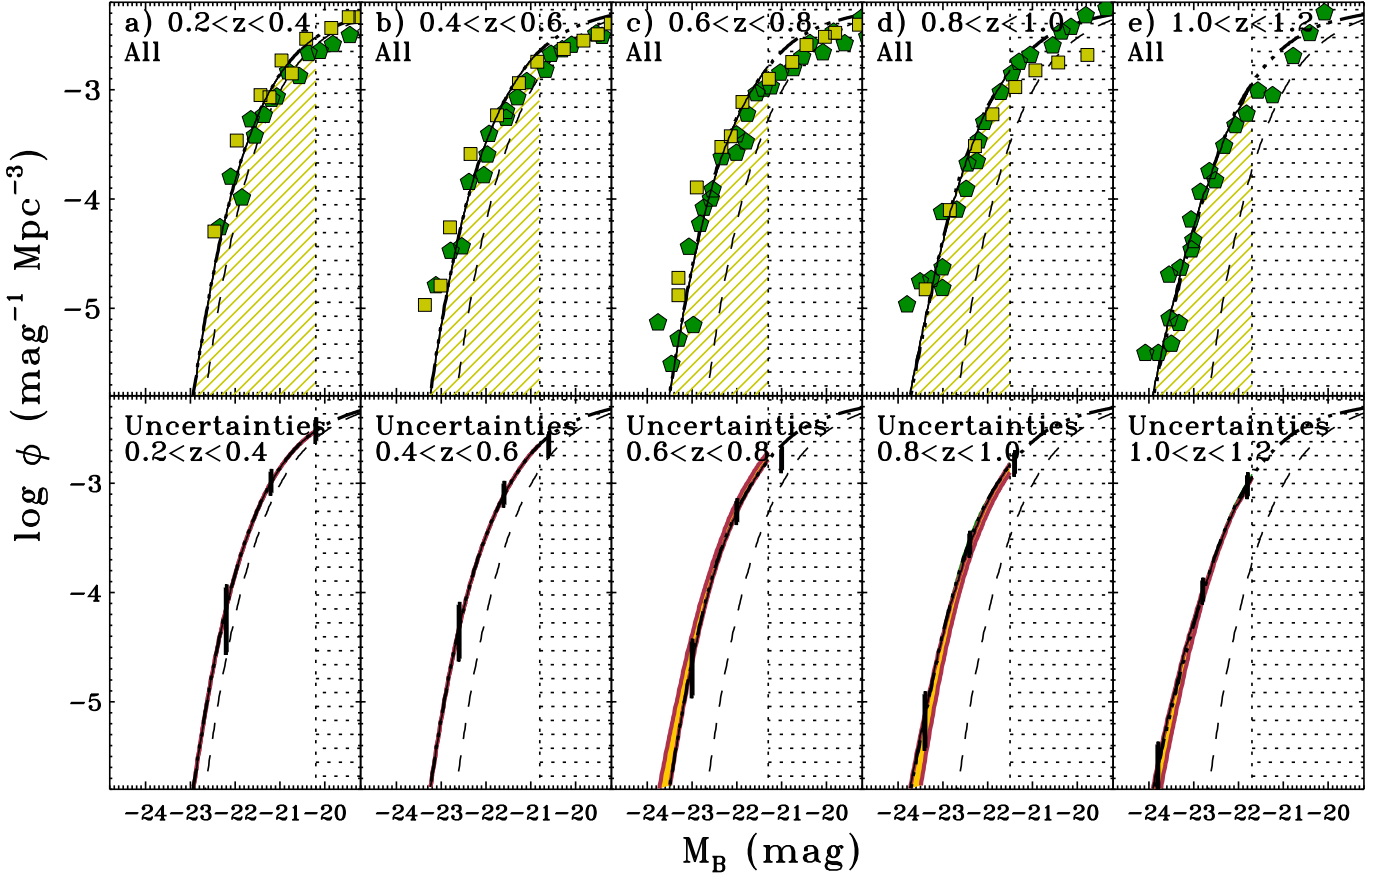 a) 0.2<z<0.4
All
b) 0.4<z<0.6
All
c) 0.6<z<0.8
All
d) 0.8<z<1.0
All
e) 1.0<z<1.2
All
−3
−4
−5
Uncertainties
0.2<z<0.4
Uncertainties
0.4<z<0.6
Uncertainties
0.6<z<0.8
Uncertainties
0.8<z<1.0
Uncertainties
1.0<z<1.2
−3
−4
−5
log ϕ (mag⁻¹ Mpc⁻³)
−24−23−22−21−20
−24−23−22−21−20
−24−23−22−21−20
−24−23−22−21−20
−24−23−22−21−20
M_B (mag)